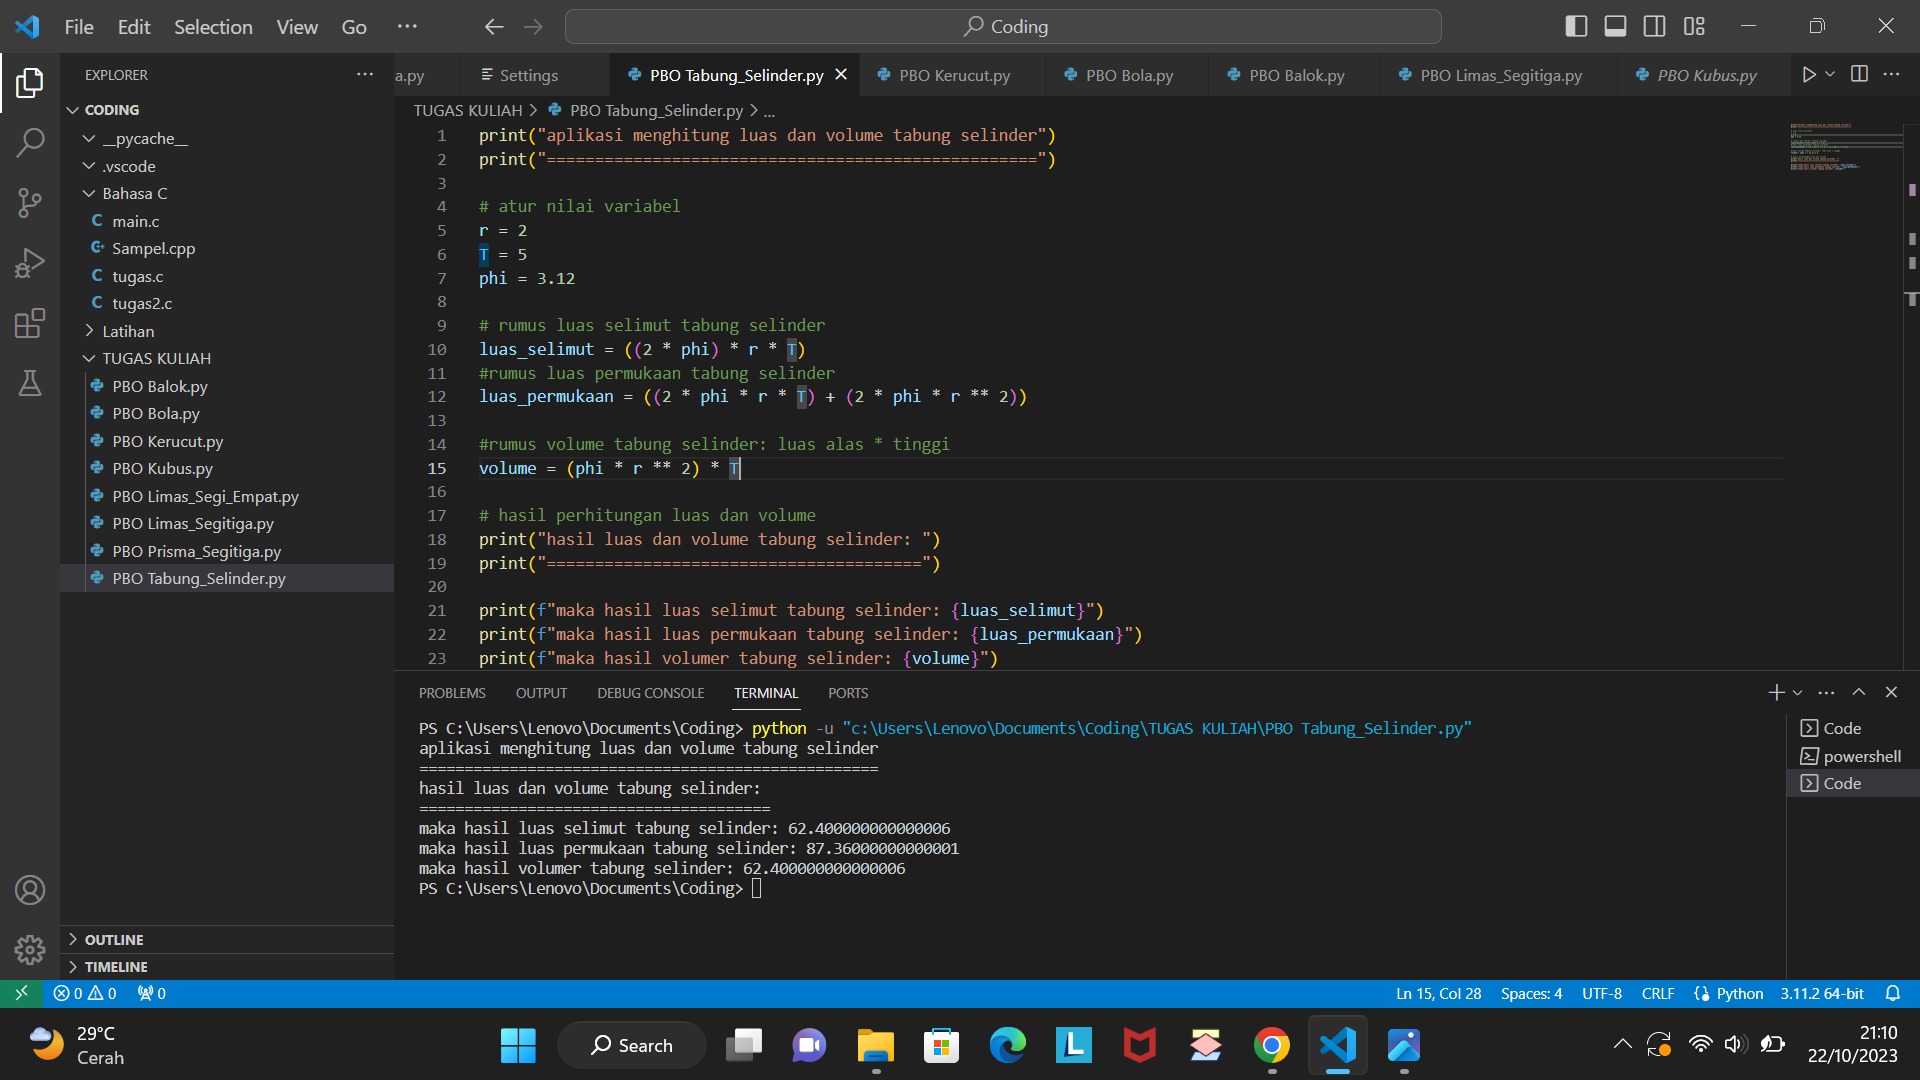 File Edit Selection View Go ···
Coding
EXPLORER ···
CODING
__pycache__
.vscode
Bahasa C
main.c
Sampel.cpp
tugas.c
tugas2.c
Latihan
TUGAS KULIAH
PBO Balok.py
PBO Bola.py
PBO Kerucut.py
PBO Kubus.py
PBO Limas_Segi_Empat.py
PBO Limas_Segitiga.py
PBO Prisma_Segitiga.py
PBO Tabung_Selinder.py
OUTLINE
TIMELINE
a.py Settings PBO Tabung_Selinder.py PBO Kerucut.py PBO Bola.py PBO Balok.py PBO Limas_Segitiga.py PBO Kubus.py ···
TUGAS KULIAH > PBO Tabung_Selinder.py > ...
1 print("aplikasi menghitung luas dan volume tabung selinder")
2 print("===================================================")
3
4 # atur nilai variabel
5 r = 2
6 T = 5
7 phi = 3.12
8
9 # rumus luas selimut tabung selinder
10 luas_selimut = ((2 * phi) * r * T)
11 #rumus luas permukaan tabung selinder
12 luas_permukaan = ((2 * phi * r * T) + (2 * phi * r ** 2))
13
14 #rumus volume tabung selinder: luas alas * tinggi
15 volume = (phi * r ** 2) * T
16
17 # hasil perhitungan luas dan volume
18 print("hasil luas dan volume tabung selinder: ")
19 print("=======================================")
20
21 print(f"maka hasil luas selimut tabung selinder: {luas_selimut}")
22 print(f"maka hasil luas permukaan tabung selinder: {luas_permukaan}")
23 print(f"maka hasil volumer tabung selinder: {volume}")
PROBLEMS OUTPUT DEBUG CONSOLE TERMINAL PORTS
PS C:\Users\Lenovo\Documents\Coding> python -u "c:\Users\Lenovo\Documents\Coding\TUGAS KULIAH\PBO Tabung_Selinder.py"
aplikasi menghitung luas dan volume tabung selinder
===================================================
hasil luas dan volume tabung selinder:
=======================================
maka hasil luas selimut tabung selinder: 62.400000000000006
maka hasil luas permukaan tabung selinder: 87.36000000000001
maka hasil volumer tabung selinder: 62.400000000000006
PS C:\Users\Lenovo\Documents\Coding>
Code
powershell
Code
0 0 0
Ln 15, Col 28 Spaces: 4 UTF-8 CRLF Python 3.11.2 64-bit
29°C
Cerah
Search
21:10
22/10/2023